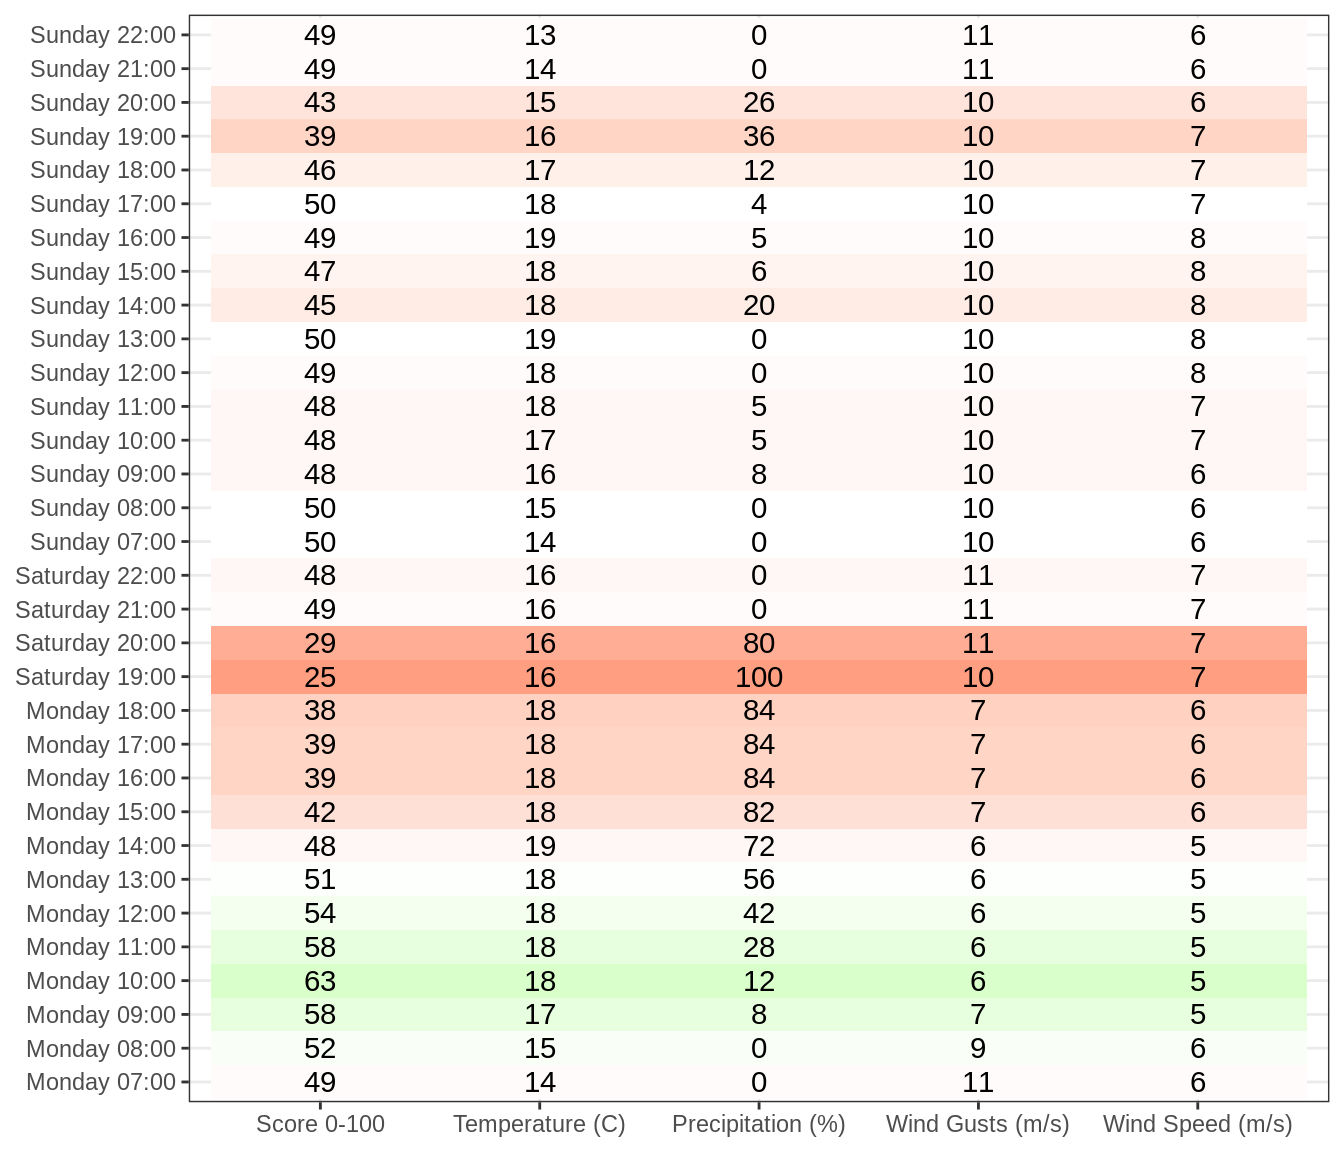 Sunday 22:00 49 13 0 11 6
Sunday 21:00 49 14 0 11 6
Sunday 20:00 43 15 26 10 6
Sunday 19:00 39 16 36 10 7
Sunday 18:00 46 17 12 10 7
Sunday 17:00 50 18 4 10 7
Sunday 16:00 49 19 5 10 8
Sunday 15:00 47 18 6 10 8
Sunday 14:00 45 18 20 10 8
Sunday 13:00 50 19 0 10 8
Sunday 12:00 49 18 0 10 8
Sunday 11:00 48 18 5 10 7
Sunday 10:00 48 17 5 10 7
Sunday 09:00 48 16 8 10 6
Sunday 08:00 50 15 0 10 6
Sunday 07:00 50 14 0 10 6
Saturday 22:00 48 16 0 11 7
Saturday 21:00 49 16 0 11 7
Saturday 20:00 29 16 80 11 7
Saturday 19:00 25 16 100 10 7
Monday 18:00 38 18 84 7 6
Monday 17:00 39 18 84 7 6
Monday 16:00 39 18 84 7 6
Monday 15:00 42 18 82 7 6
Monday 14:00 48 19 72 6 5
Monday 13:00 51 18 56 6 5
Monday 12:00 54 18 42 6 5
Monday 11:00 58 18 28 6 5
Monday 10:00 63 18 12 6 5
Monday 09:00 58 17 8 7 5
Monday 08:00 52 15 0 9 6
Monday 07:00 49 14 0 11 6
Score 0-100 Temperature (C) Precipitation (%) Wind Gusts (m/s) Wind Speed (m/s)